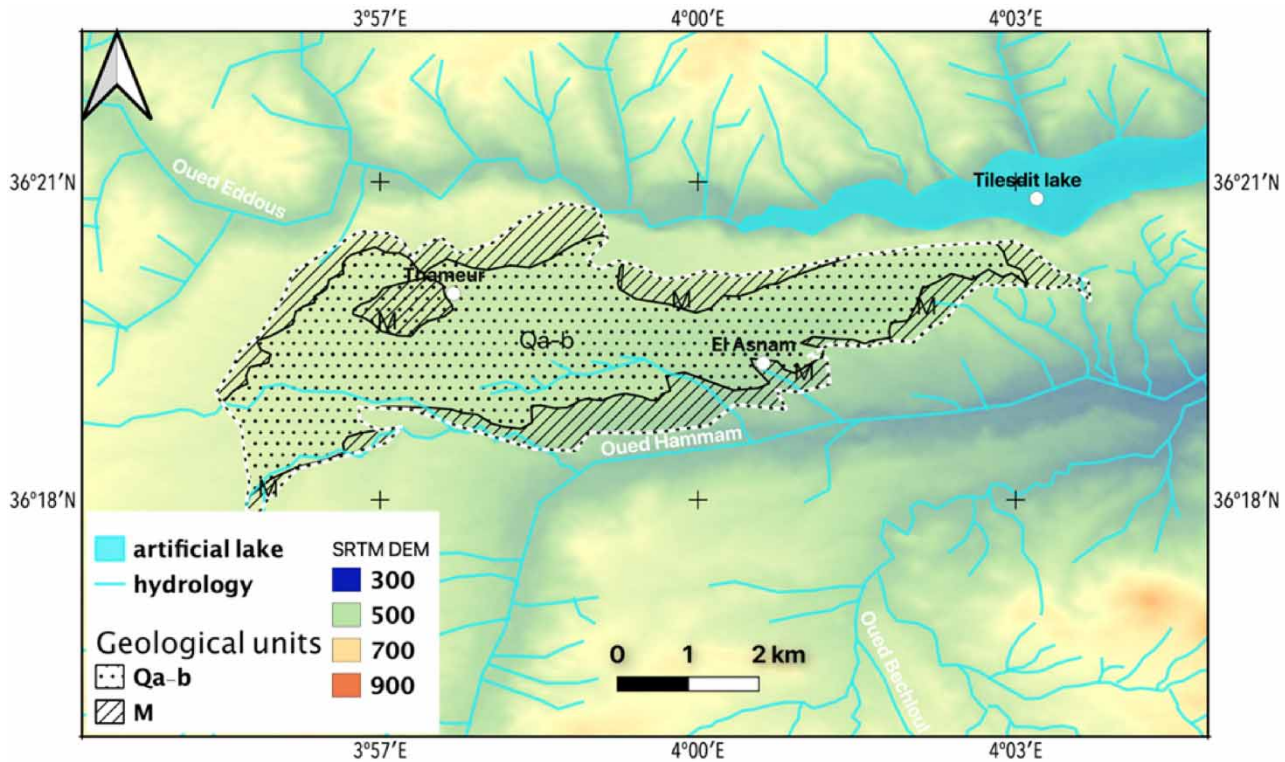 3°57′E 4°00′E 4°03′E
Oued Eddous
36°21′N Tilesdit lake 36°21′N
Thameur
M
M
M
Qa-b
El Asnam
M
Oued Hammam
M
36°18′N 36°18′N
artificial lake
hydrology
Geological units
Qa-b
M
SRTM DEM
300
500
700
900
0 1 2 km
Oued Bechloul
3°57′E 4°00′E 4°03′E